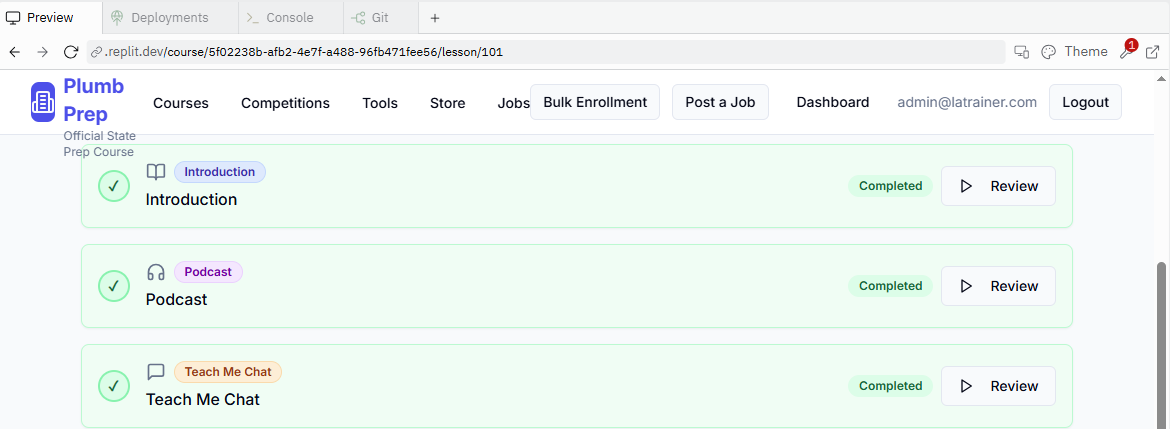 Preview Deployments Console Git
.replit.dev/course/5f02238b-afb2-4e7f-a488-96fb471fee56/lesson/101 Theme 1
Plumb
Prep
Official State
Prep Course
Courses Competitions Tools Store Jobs Bulk Enrollment Post a Job Dashboard admin@latrainer.com Logout
Introduction
Introduction
Completed Review
Podcast
Podcast
Completed Review
Teach Me Chat
Teach Me Chat
Completed Review